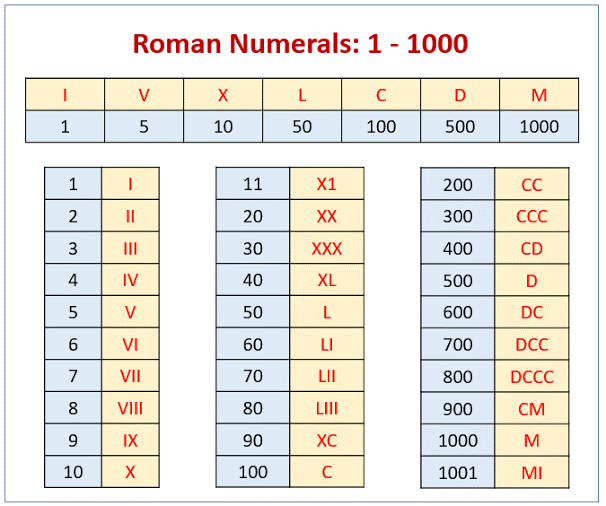 Roman Numerals: 1 - 1000
I V X L C D M
1 5 10 50 100 500 1000
1 I
2 II
3 III
4 IV
5 V
6 VI
7 VII
8 VIII
9 IX
10 X
11 X1
20 XX
30 XXX
40 XL
50 L
60 LI
70 LII
80 LIII
90 XC
100 C
200 CC
300 CCC
400 CD
500 D
600 DC
700 DCC
800 DCCC
900 CM
1000 M
1001 MI